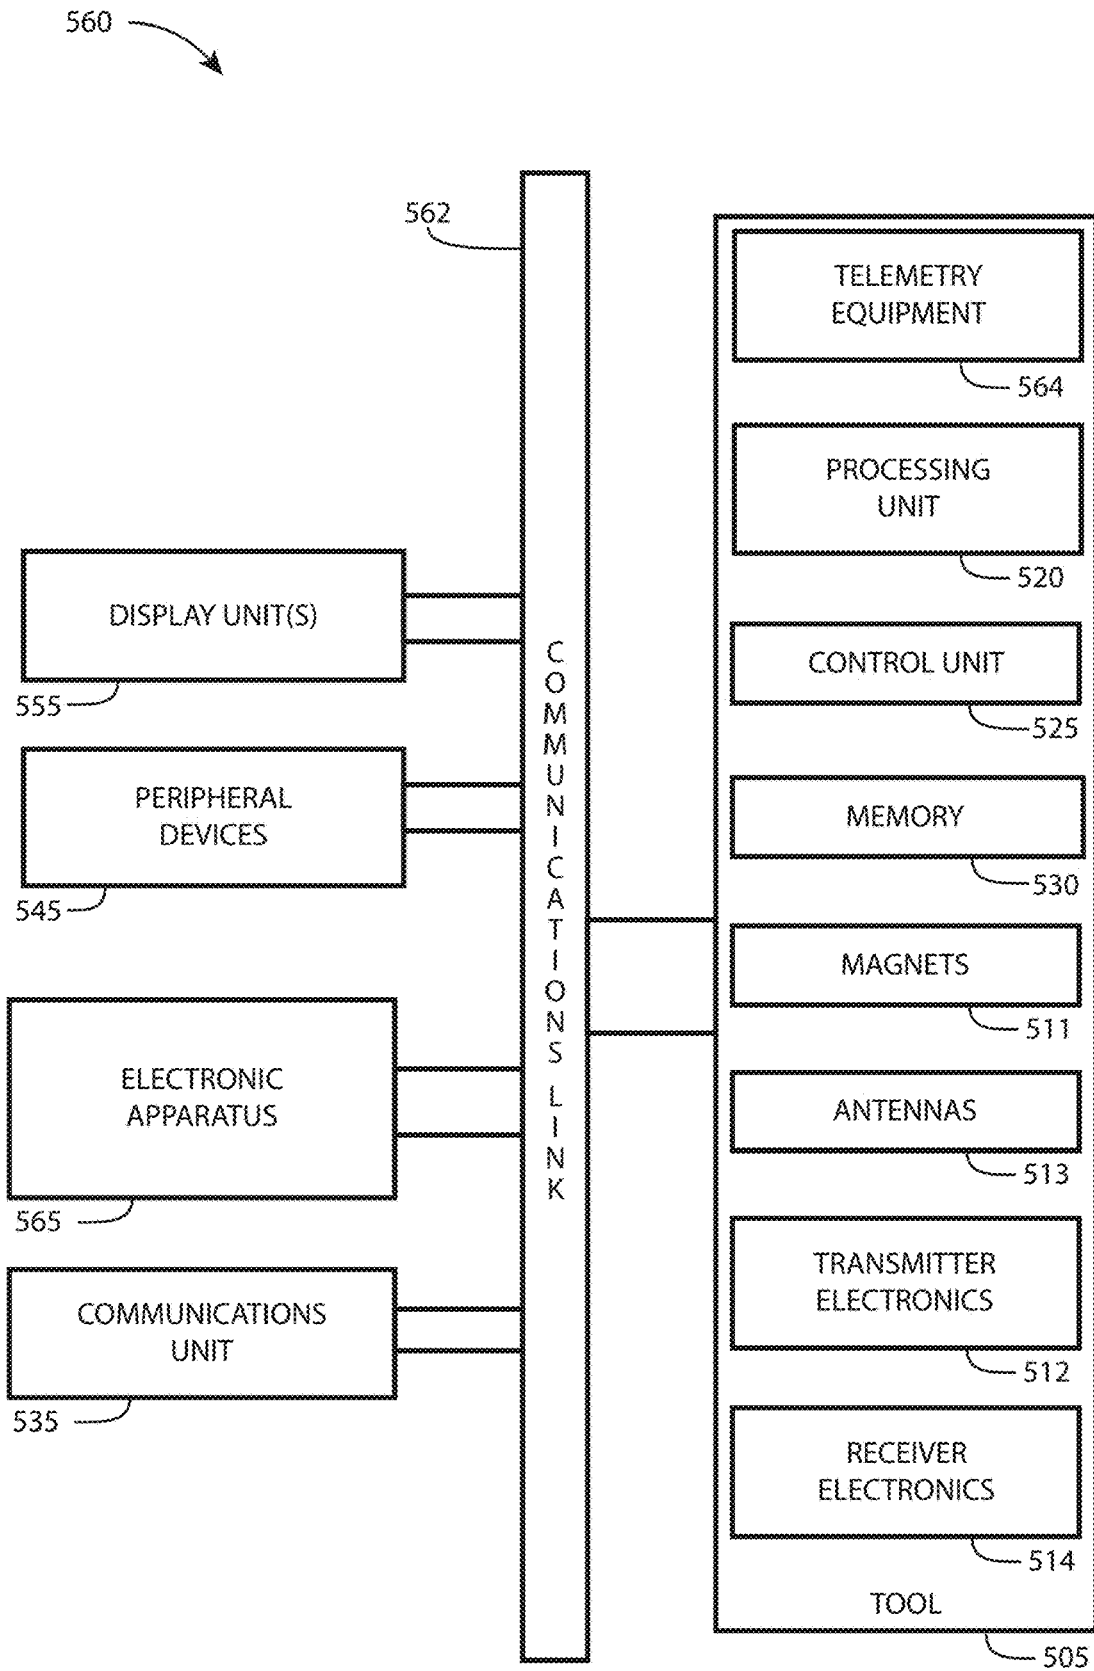 560
562
DISPLAY UNIT(S)
555
PERIPHERAL
DEVICES
545
ELECTRONIC
APPARATUS
565
COMMUNICATIONS
UNIT
535
COMMUNICATIONS LINK
TELEMETRY
EQUIPMENT
564
PROCESSING
UNIT
520
CONTROL UNIT
525
MEMORY
530
MAGNETS
511
ANTENNAS
513
TRANSMITTER
ELECTRONICS
512
RECEIVER
ELECTRONICS
514
TOOL
505